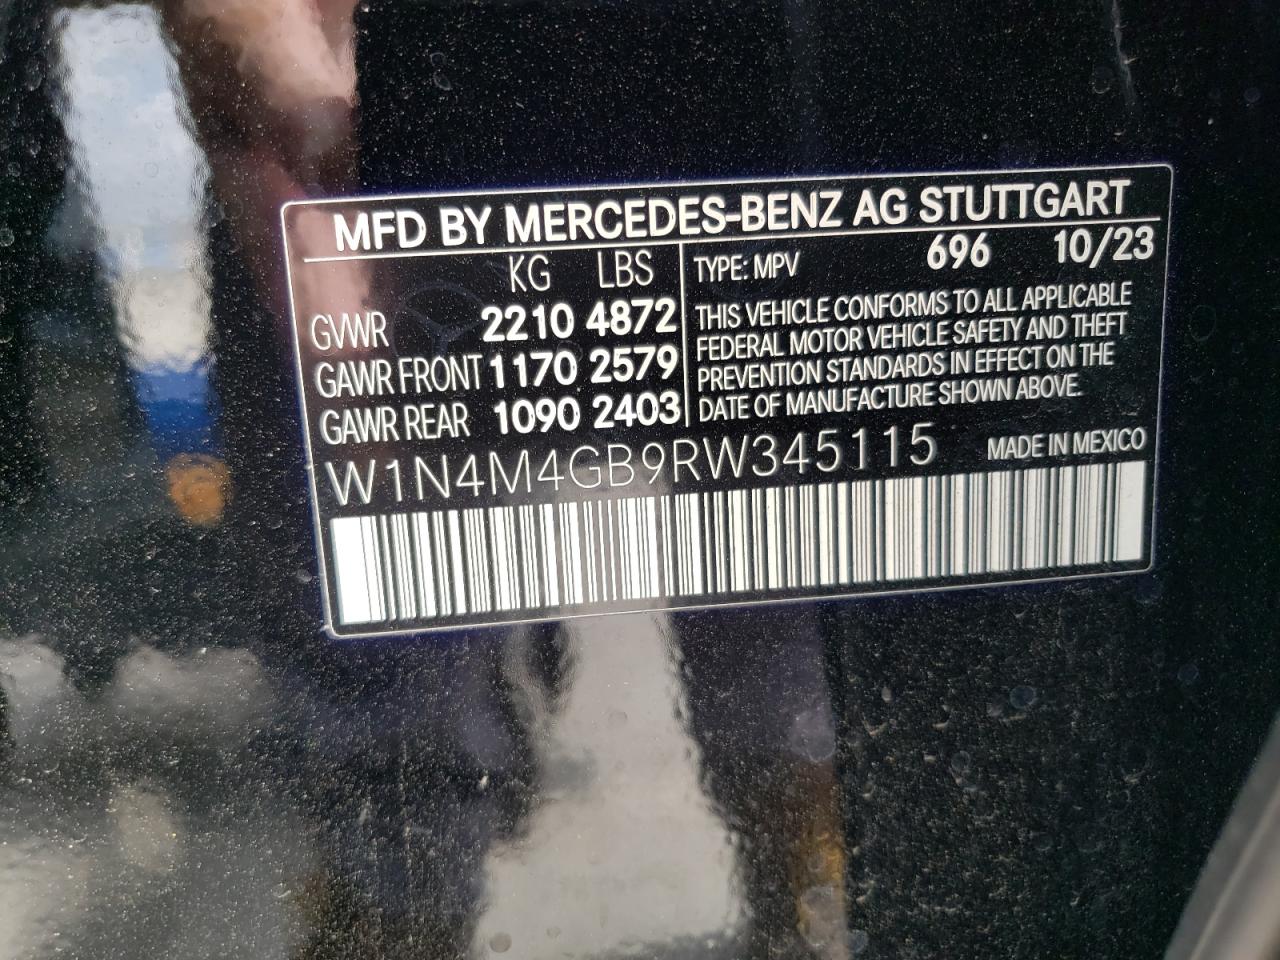 MFD BY MERCEDES-BENZ AG STUTTGART
KG LBS
GVWR 2210 4872
GAWR FRONT 1170 2579
GAWR REAR 1090 2403
TYPE: MPV 696 10/23
THIS VEHICLE CONFORMS TO ALL APPLICABLE
FEDERAL MOTOR VEHICLE SAFETY AND THEFT
PREVENTION STANDARDS IN EFFECT ON THE
DATE OF MANUFACTURE SHOWN ABOVE.
W1N4M4GB9RW345115 MADE IN MEXICO